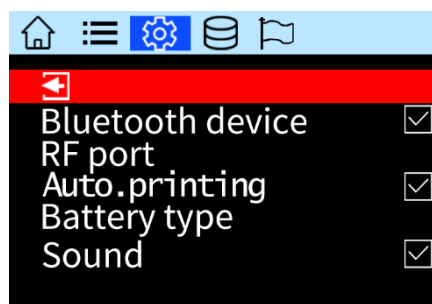 Bluetooth device
RF port
Auto.printing
Battery type
Sound